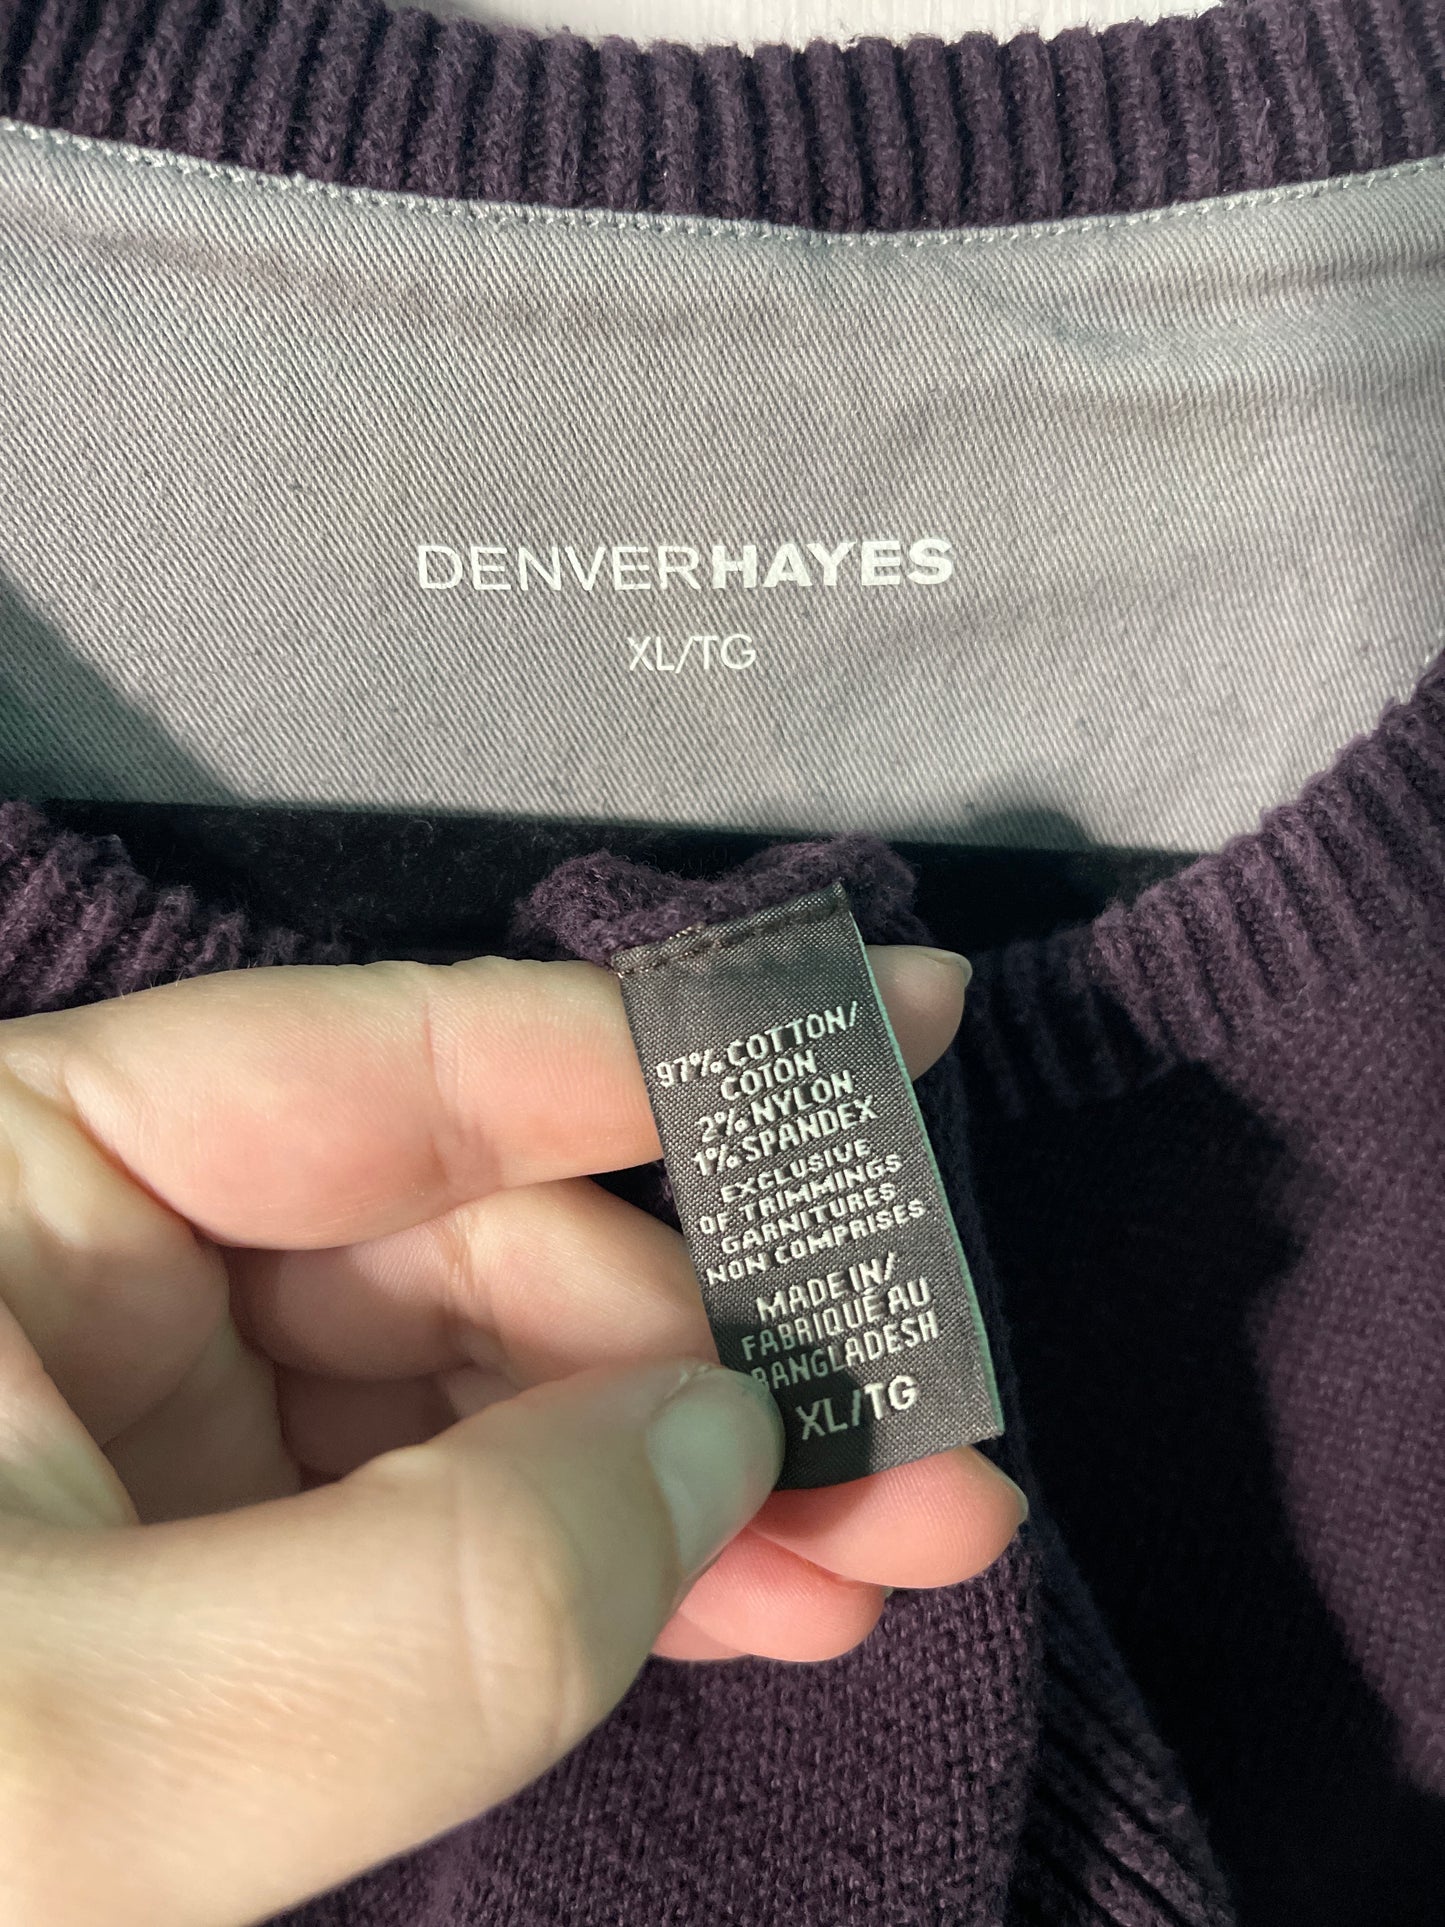 DENVERHAYES
XL/TG
97% COTTON/
COTON
2% NYLON
1% SPANDEX
EXCLUSIVE
OF TRIMMINGS
GARNITURES
NON COMPRISES
MADE IN/
FABRIQUÉ AU
BANGLADESH
XL/TG